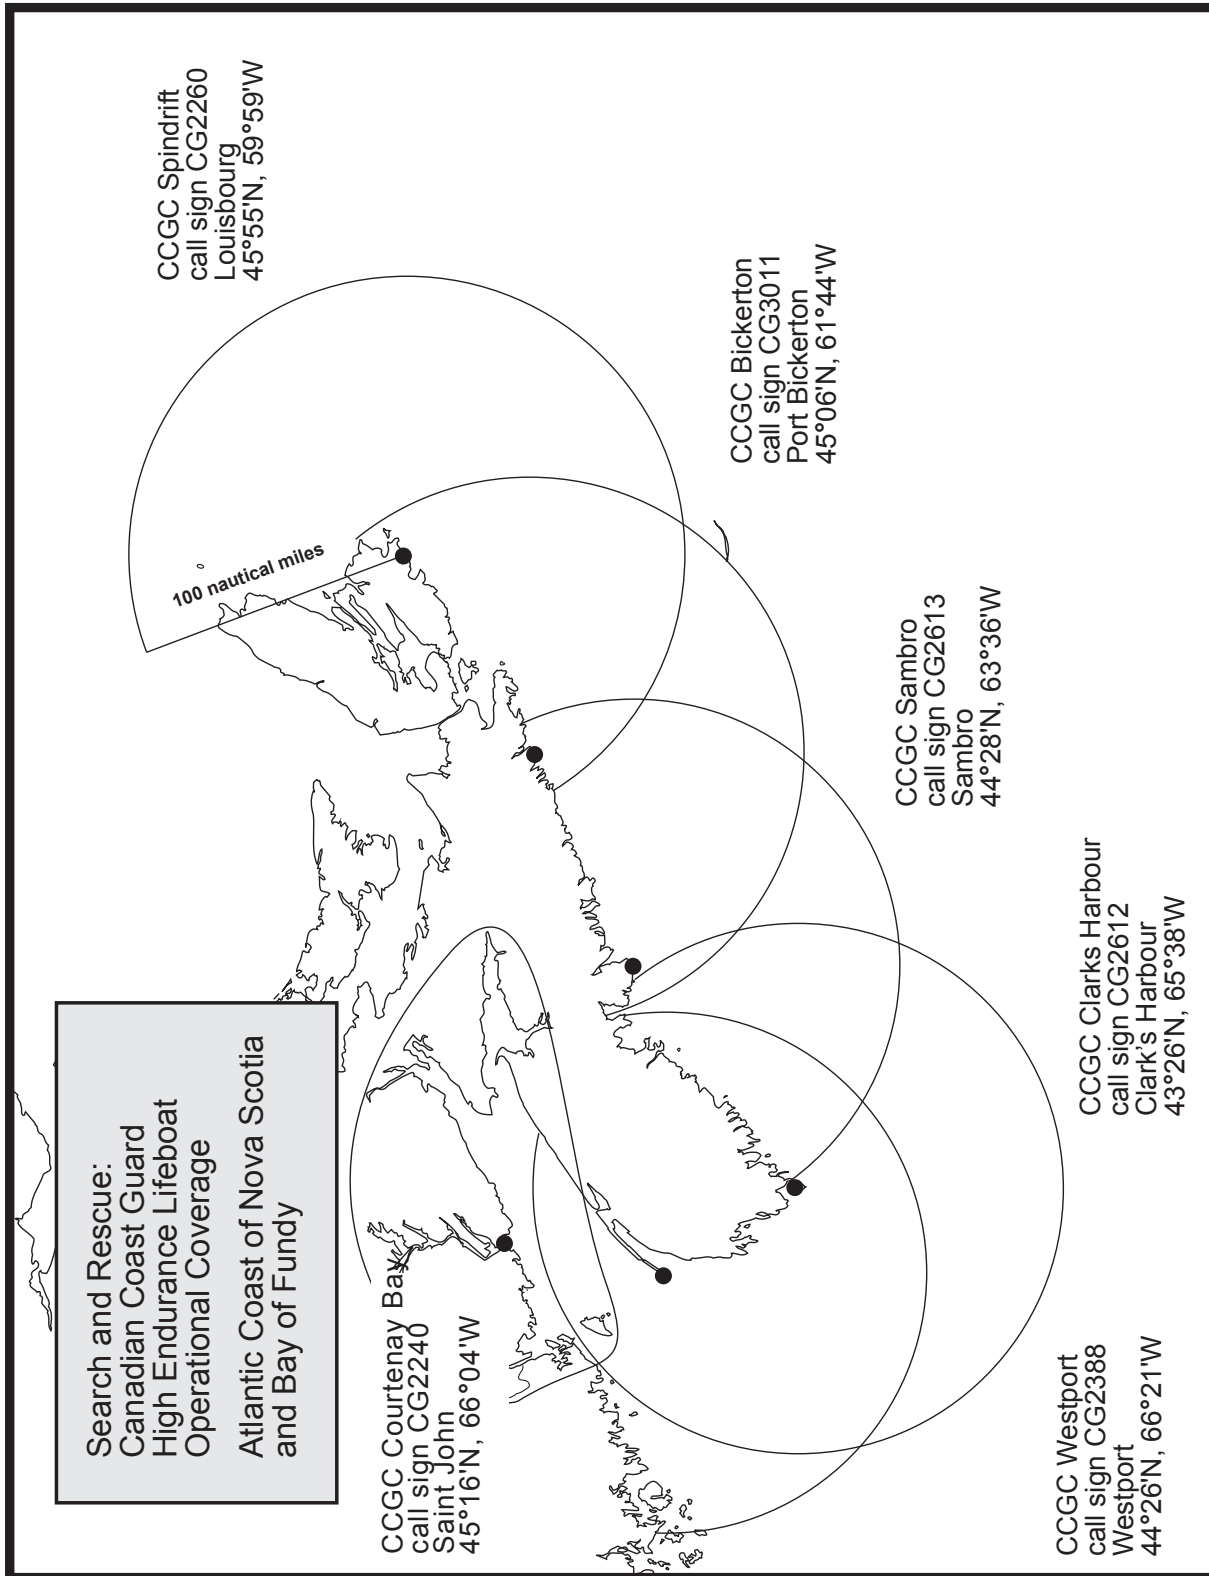 Search and Rescue:
Canadian Coast Guard
High Endurance Lifeboat
Operational Coverage
Atlantic Coast of Nova Scotia
and Bay of Fundy
CCGC Spindrift
call sign CG2260
Louisbourg
45°55'N, 59°59'W
100 nautical miles
CCGC Bickerton
call sign CG3011
Port Bickerton
45°06'N, 61°44'W
CCGC Sambro
call sign CG2613
Sambro
44°28'N, 63°36'W
CCGC Clarks Harbour
call sign CG2612
Clark's Harbour
43°26'N, 65°38'W
CCGC Courtenay Bay
call sign CG2240
Saint John
45°16'N, 66°04'W
CCGC Westport
call sign CG2388
Westport
44°26'N, 66°21'W